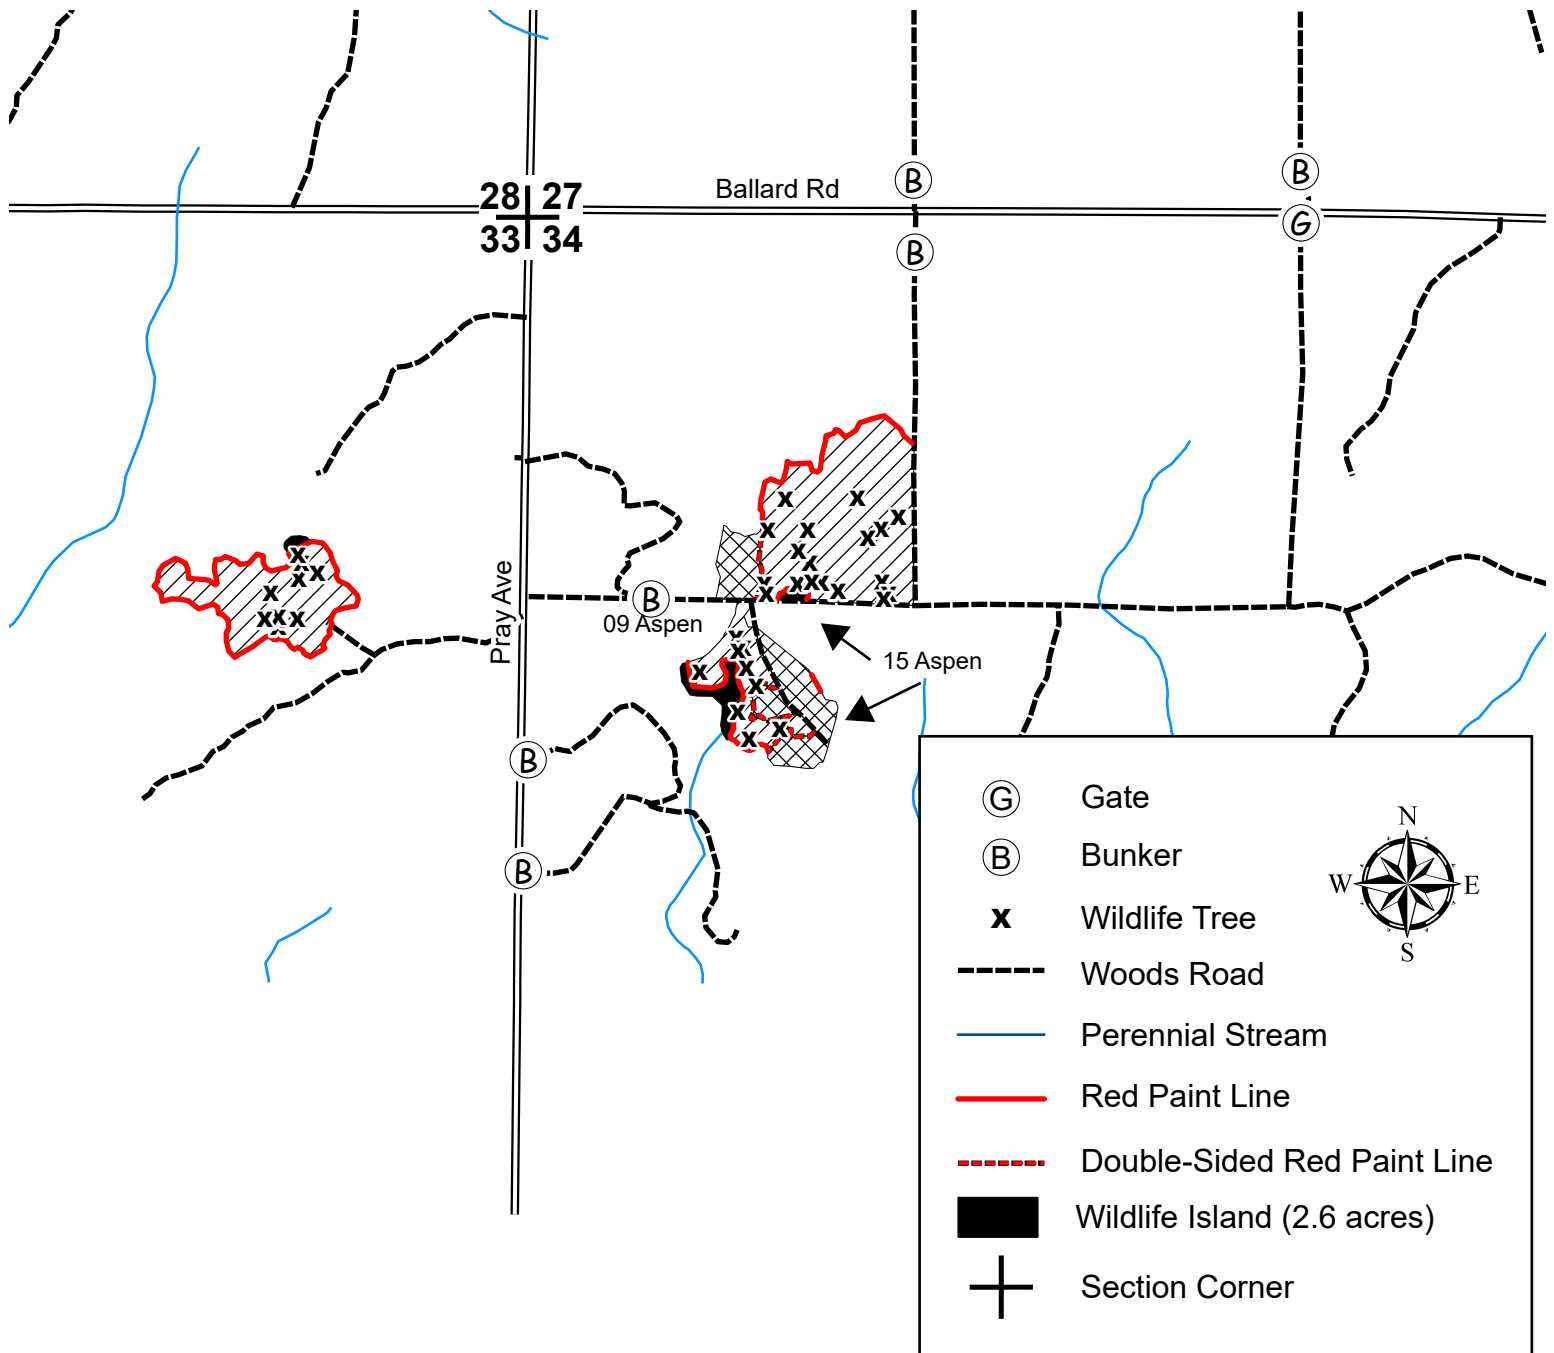 28 27
33 34
Ballard Rd
B
B
B
G
Pray Ave
B
09 Aspen
15 Aspen
B
B
G Gate
B Bunker
x Wildlife Tree
Woods Road
Perennial Stream
Red Paint Line
Double-Sided Red Paint Line
Wildlife Island (2.6 acres)
Section Corner
N
W E
S